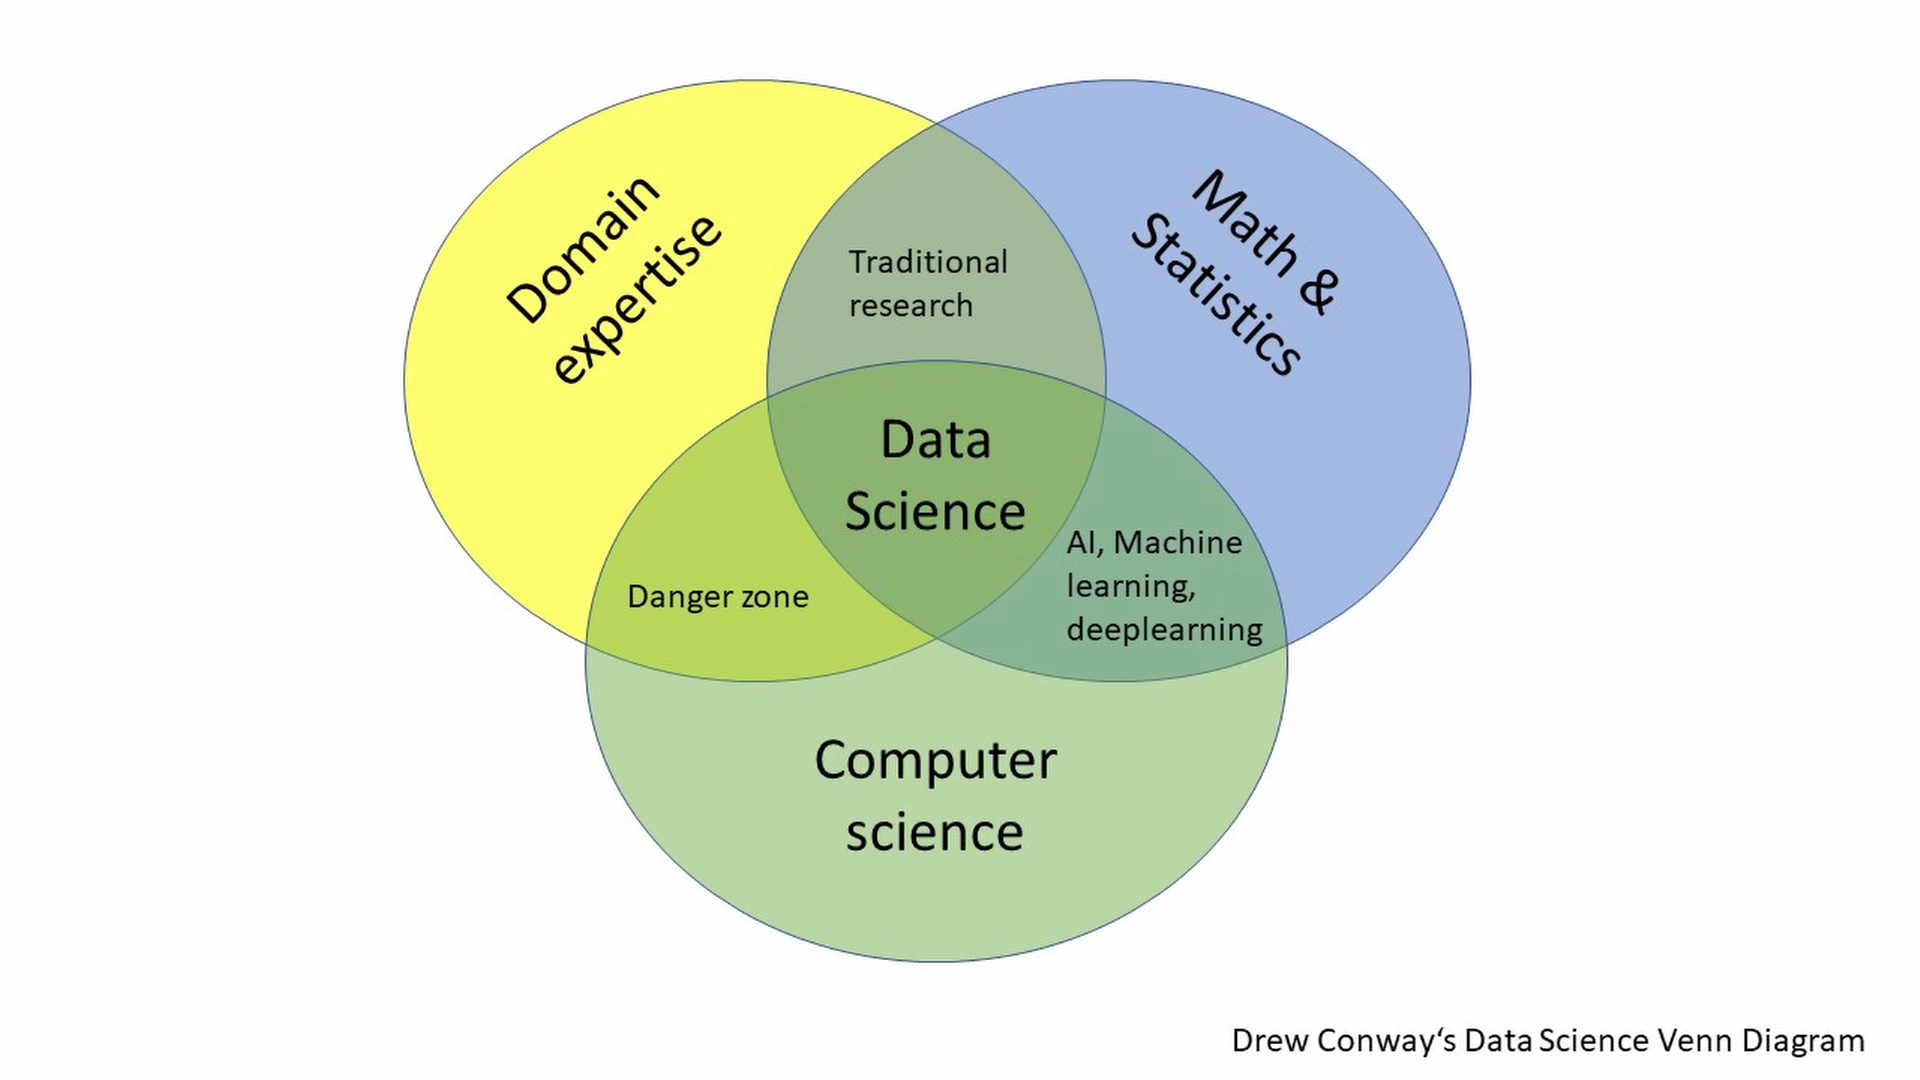 Domain
expertise
Math &
Statistics
Traditional
research
Data
Science
AI, Machine
learning,
deeplearning
Danger zone
Computer
science
Drew Conway‘s Data Science Venn Diagram